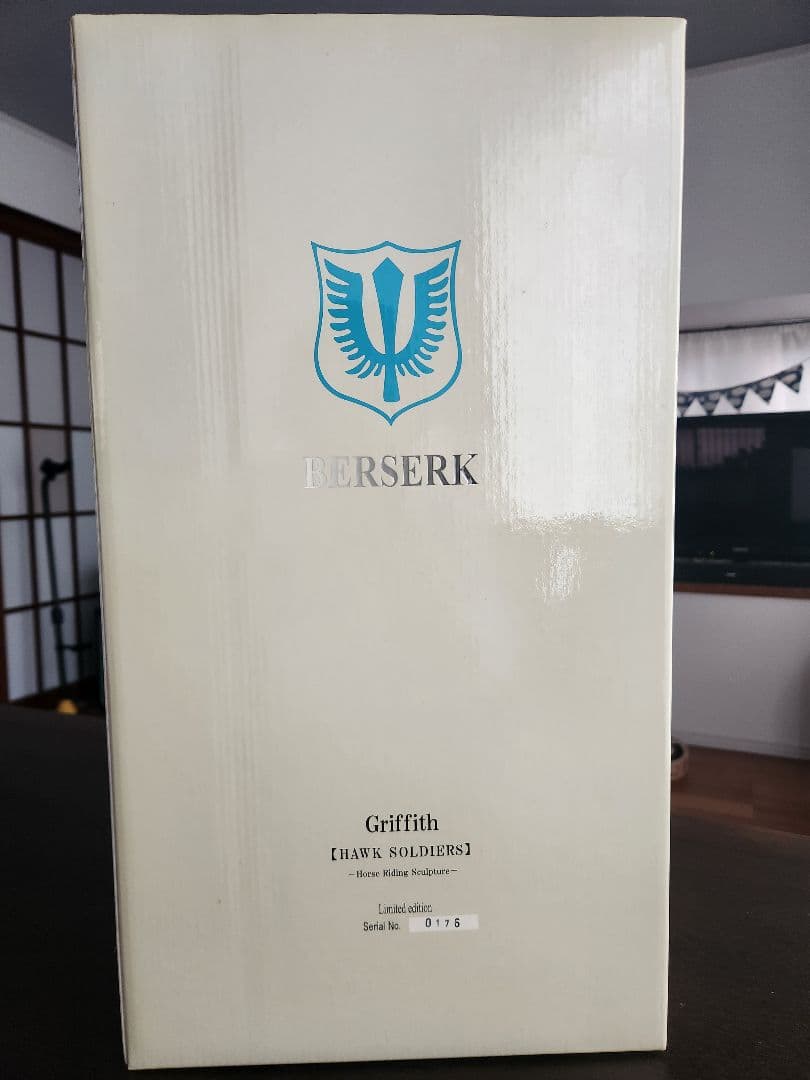 BERSERK
Griffith
【HAWK SOLDIERS】
－Horse Riding Sculpture－
Limited edition
Serial No. 0176